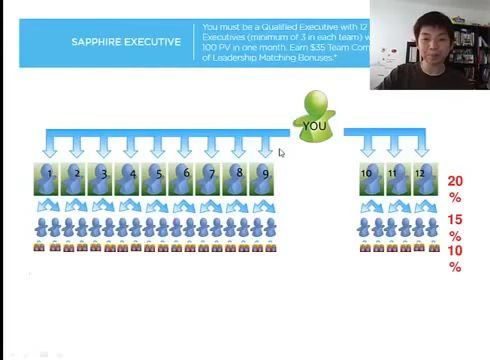 SAPPHIRE EXECUTIVE
You must be a Qualified Executive with 12
Executives (minimum of 3 in each team) w
100 PV in one month. Earn $35 Team Com
of Leadership Matching Bonuses.*
YOU
1 2 3 4 5 6 7 8 9 10 11 12
20
%
15
%
10
%